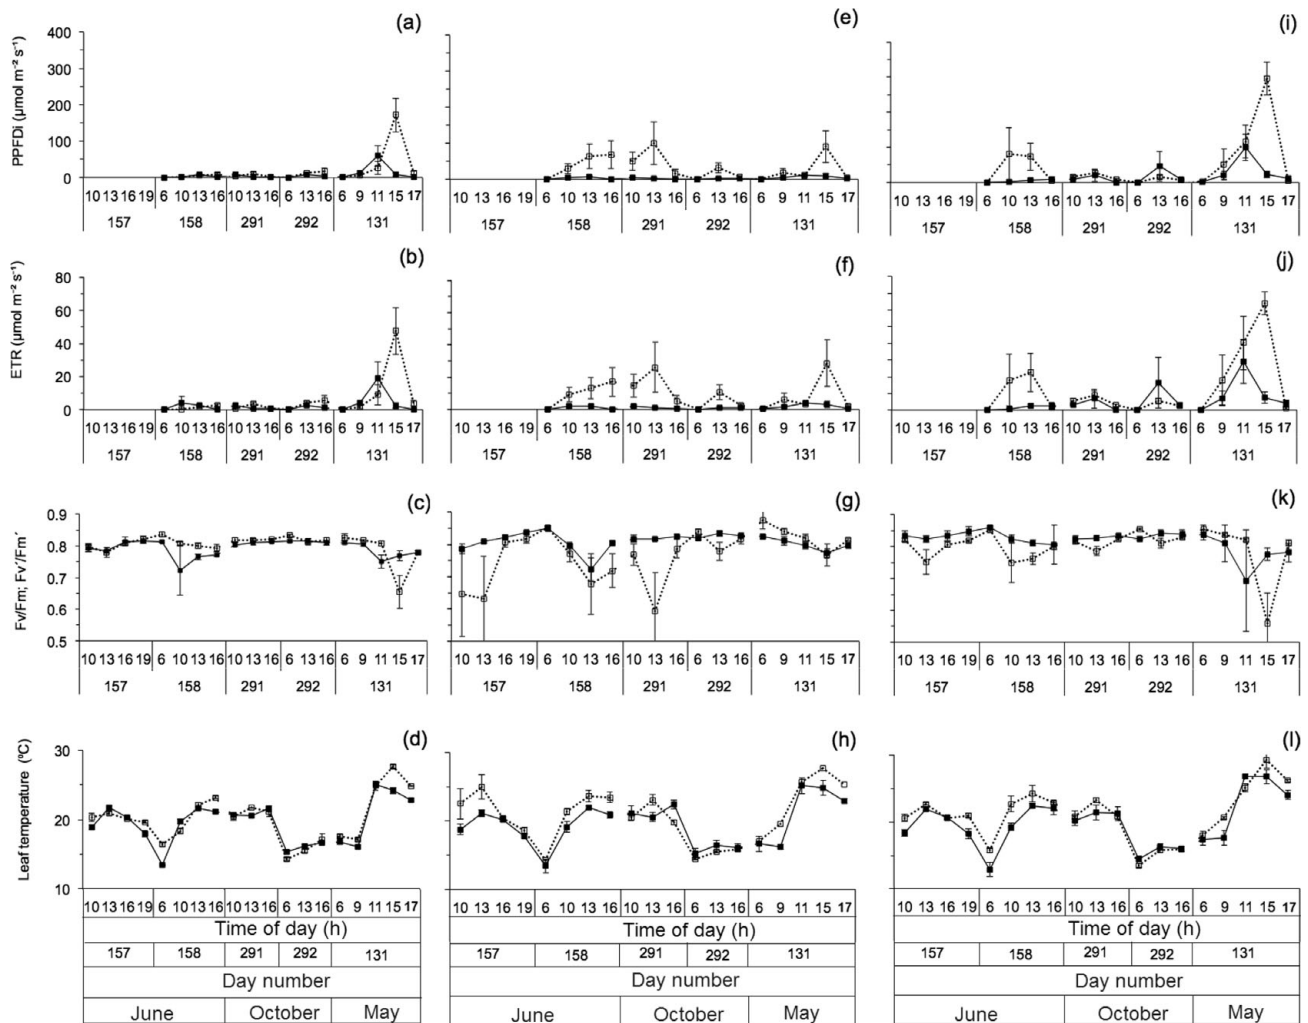 (a) (e) (i)
PPFDi (µmol m⁻² s⁻¹)
400
300
200
100
0
10 13 16 19 6 10 13 16 10 13 16 6 13 16 6 9 11 15 17
157 158 291 292 131
10 13 16 19 6 10 13 16 10 13 16 6 13 16 6 9 11 15 17
157 158 291 292 131
10 13 16 19 6 10 13 16 10 13 16 6 13 16 6 9 11 15 17
157 158 291 292 131
(b) (f) (j)
ETR (µmol m⁻² s⁻¹)
80
60
40
20
0
10 13 16 19 6 10 13 16 10 13 16 6 13 16 6 9 11 15 17
157 158 291 292 131
10 13 16 19 6 10 13 16 10 13 16 6 13 16 6 9 11 15 17
157 158 291 292 131
10 13 16 19 6 10 13 16 10 13 16 6 13 16 6 9 11 15 17
157 158 291 292 131
(c) (g) (k)
Fv/Fm; Fv'/Fm'
0.9
0.8
0.7
0.6
0.5
10 13 16 19 6 10 13 16 10 13 16 6 13 16 6 9 11 15 17
157 158 291 292 131
10 13 16 19 6 10 13 16 10 13 16 6 13 16 6 9 11 15 17
157 158 291 292 131
10 13 16 19 6 10 13 16 10 13 16 6 13 16 6 9 11 15 17
157 158 291 292 131
(d) (h) (l)
Leaf temperature (ºC)
30
20
10
10 13 16 19 6 10 13 16 10 13 16 6 13 16 6 9 11 15 17
Time of day (h)
157 158 291 292 131
Day number
June October May
10 13 16 19 6 10 13 16 10 13 16 6 13 16 6 9 11 15 17
Time of day (h)
157 158 291 292 131
Day number
June October May
10 13 16 19 6 10 13 16 10 13 16 6 13 16 6 9 11 15 17
Time of day (h)
157 158 291 292 131
Day number
June October May